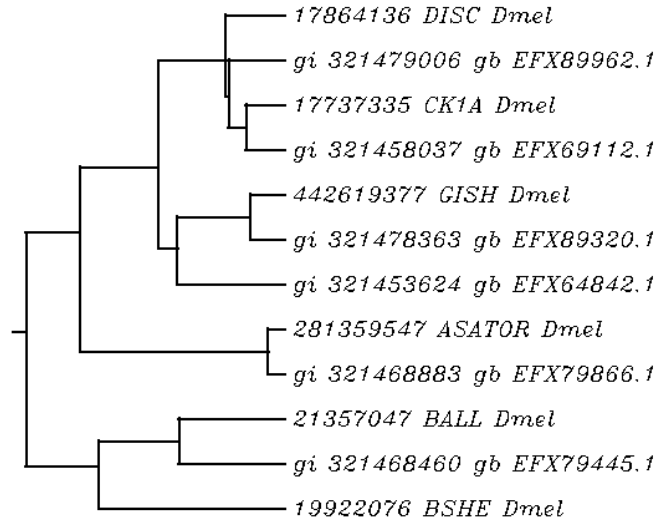 17864136 DISC Dmel
gi 321479006 gb EFX89962.1
17737335 CK1A Dmel
gi 321458037 gb EFX69112.1
442619377 GISH Dmel
gi 321478363 gb EFX89320.1
gi 321453624 gb EFX64842.1
281359547 ASATOR Dmel
gi 321468883 gb EFX79866.1
21357047 BALL Dmel
gi 321468460 gb EFX79445.1
19922076 BSHE Dmel